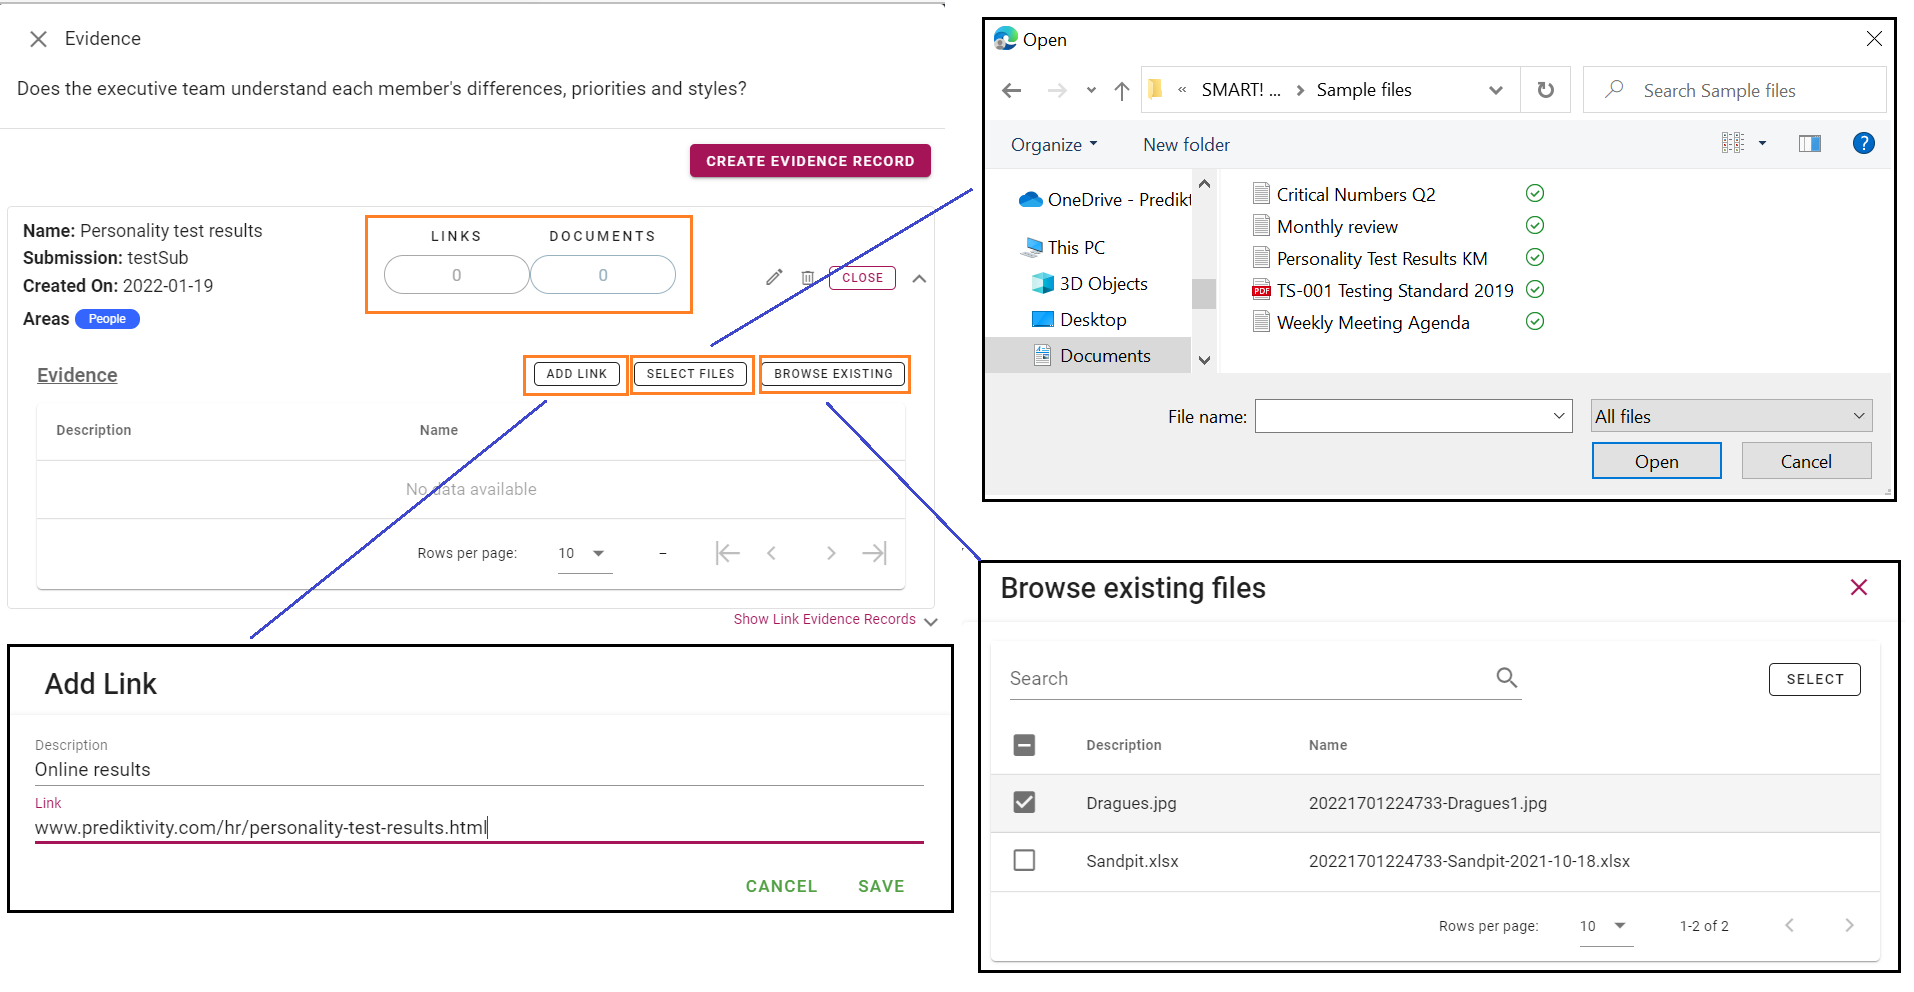 Evidence
Does the executive team understand each member's differences, priorities and styles?
CREATE EVIDENCE RECORD
Name: Personality test results
Submission: testSub
Created On: 2022-01-19
Areas People
LINKS DOCUMENTS
0 0
CLOSE
Evidence
ADD LINK SELECT FILES BROWSE EXISTING
Description Name
No data available
Rows per page: 10 –
Show Link Evidence Records
Add Link
Description
Online results
Link
www.prediktivity.com/hr/personality-test-results.html
CANCEL SAVE
Open
« SMART! ... > Sample files
Search Sample files
Organize New folder
?
OneDrive - Predikt
This PC
3D Objects
Desktop
Documents
Critical Numbers Q2
Monthly review
Personality Test Results KM
PDF TS-001 Testing Standard 2019
Weekly Meeting Agenda
File name:
All files
Open Cancel
Browse existing files
Search
SELECT
Description Name
Dragues.jpg 20221701224733-Dragues1.jpg
Sandpit.xlsx 20221701224733-Sandpit-2021-10-18.xlsx
Rows per page: 10 1-2 of 2